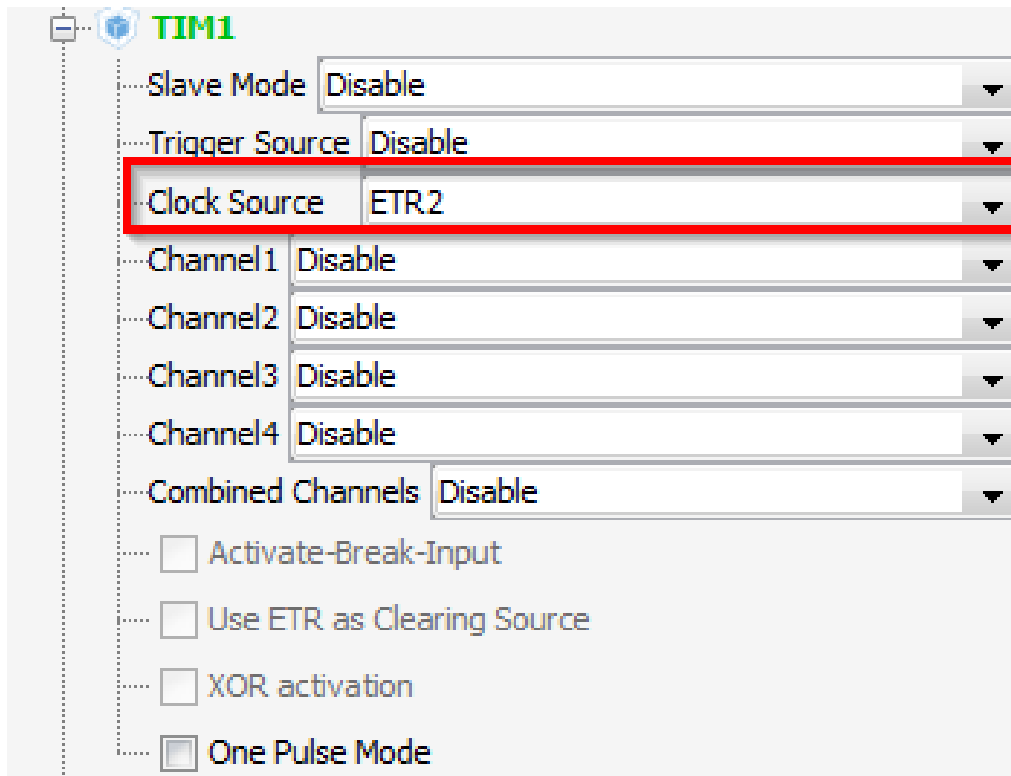 TIM1
Slave Mode Disable
Trigger Source Disable
Clock Source ETR2
Channel1 Disable
Channel2 Disable
Channel3 Disable
Channel4 Disable
Combined Channels Disable
Activate-Break-Input
Use ETR as Clearing Source
XOR activation
One Pulse Mode